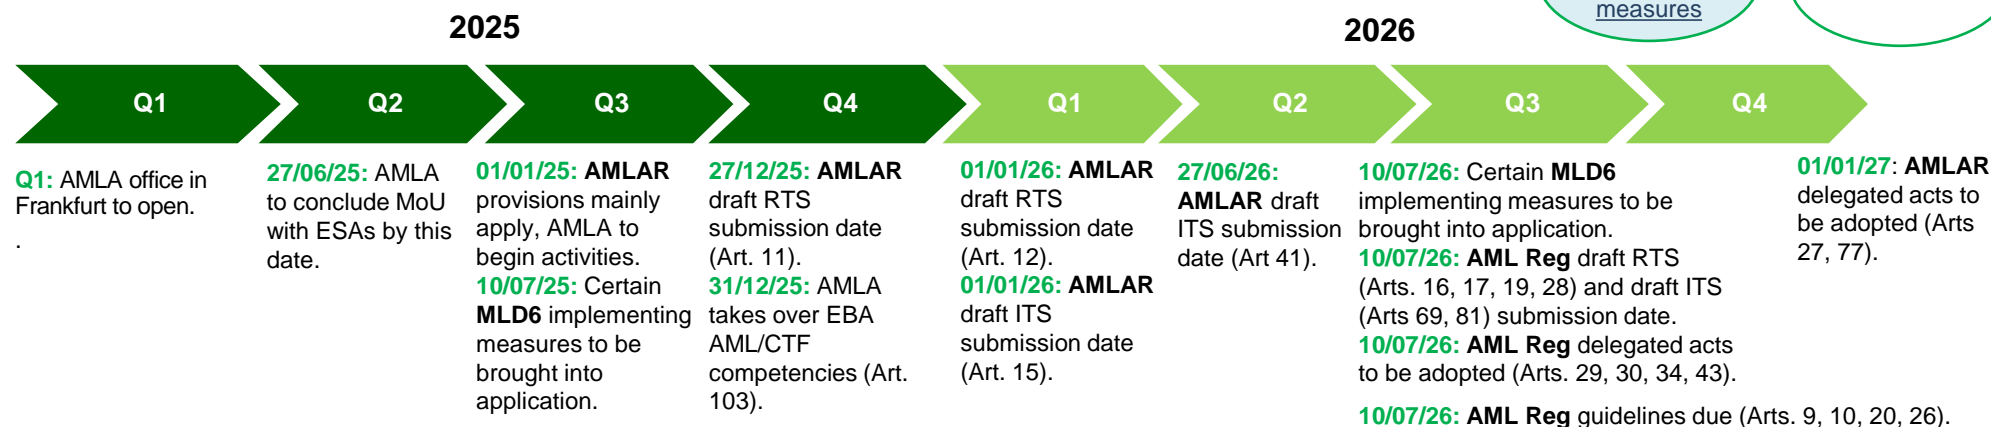 measures
2025
2026
Q1
Q2
Q3
Q4
Q1
Q2
Q3
Q4
Q1: AMLA office in
Frankfurt to open.
.
27/06/25: AMLA
to conclude MoU
with ESAs by this
date.
01/01/25: AMLAR
provisions mainly
apply, AMLA to
begin activities.
10/07/25: Certain
MLD6 implementing
measures to be
brought into
application.
27/12/25: AMLAR
draft RTS
submission date
(Art. 11).
31/12/25: AMLA
takes over EBA
AML/CTF
competencies (Art.
103).
01/01/26: AMLAR
draft RTS
submission date
(Art. 12).
01/01/26: AMLAR
draft ITS
submission date
(Art. 15).
27/06/26:
AMLAR draft
ITS submission
date (Art 41).
10/07/26: Certain MLD6
implementing measures to be
brought into application.
10/07/26: AML Reg draft RTS
(Arts. 16, 17, 19, 28) and draft ITS
(Arts 69, 81) submission date.
10/07/26: AML Reg delegated acts
to be adopted (Arts. 29, 30, 34, 43).
10/07/26: AML Reg guidelines due (Arts. 9, 10, 20, 26).
01/01/27: AMLAR
delegated acts to
be adopted (Arts
27, 77).